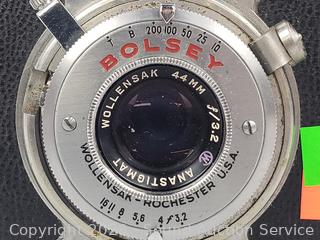 T B 200 100 50 25 10
BOLSEY
WOLLENSAK 44MM f/3.2
ANASTIGMAT
WOLLENSAK-ROCHESTER U.S.A.
16 11 8 5,6 4 f 3,2